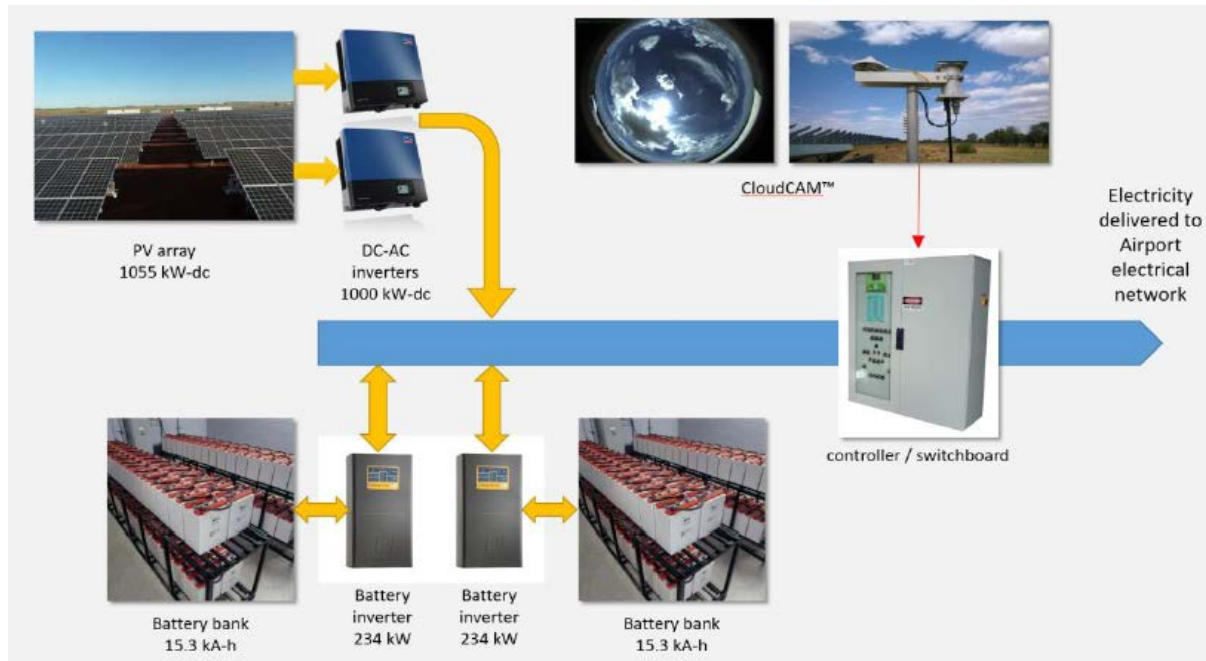 PV array
1055 kW-dc
DC-AC
inverters
1000 kW-dc
CloudCAM™
Electricity
delivered to
Airport
electrical
network
controller / switchboard
Battery bank
15.3 kA-h
Battery
inverter
234 kW
Battery
inverter
234 kW
Battery bank
15.3 kA-h